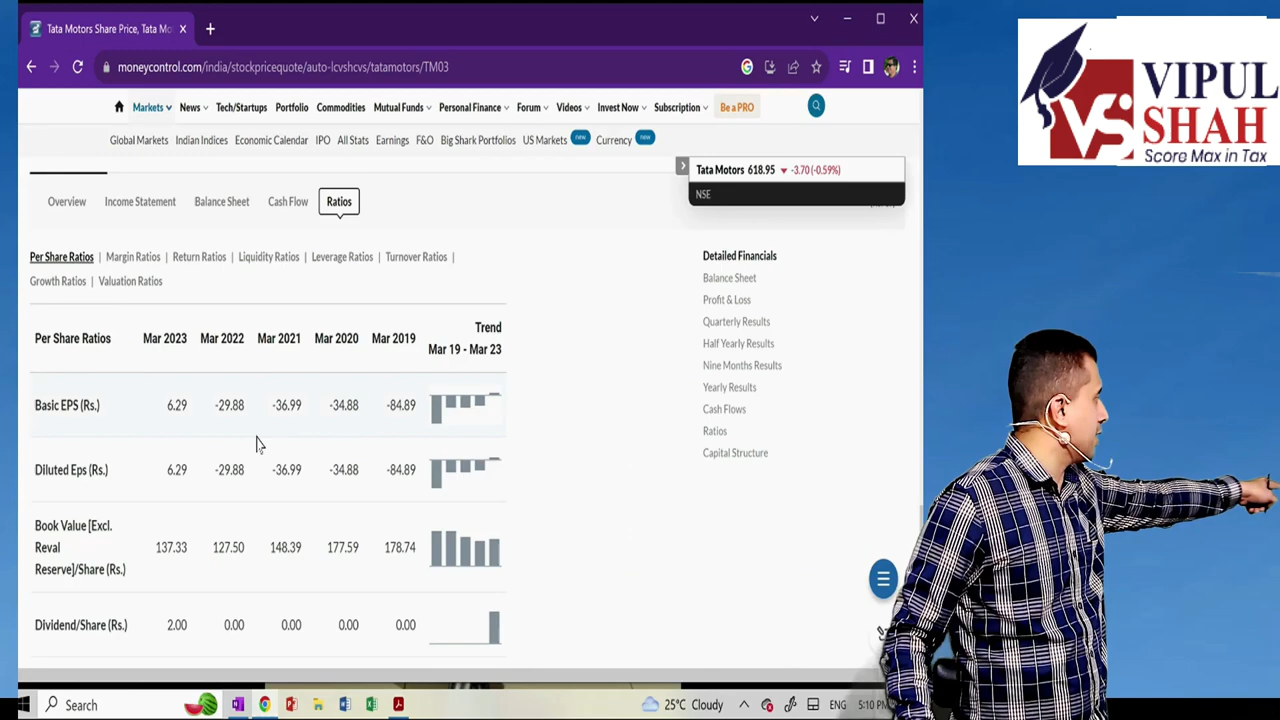 Tata Motors Share Price, Tata Mo
moneycontrol.com/india/stockpricequote/auto-lcvshcvs/tatamotors/TM03
Markets News Tech/Startups Portfolio Commodities Mutual Funds Personal Finance Forum Videos Invest Now Subscription Be a PRO
Global Markets Indian Indices Economic Calendar IPO All Stats Earnings F&O Big Shark Portfolios US Markets new Currency new
Tata Motors 618.95 -3.70 (-0.59%)
NSE
Overview Income Statement Balance Sheet Cash Flow Ratios
Per Share Ratios | Margin Ratios | Return Ratios | Liquidity Ratios | Leverage Ratios | Turnover Ratios |
Growth Ratios | Valuation Ratios
Per Share Ratios Mar 2023 Mar 2022 Mar 2021 Mar 2020 Mar 2019 Trend
Mar 19 - Mar 23
Basic EPS (Rs.) 6.29 -29.88 -36.99 -34.88 -84.89
Diluted Eps (Rs.) 6.29 -29.88 -36.99 -34.88 -84.89
Book Value [Excl.
Reval
Reserve]/Share (Rs.) 137.33 127.50 148.39 177.59 178.74
Dividend/Share (Rs.) 2.00 0.00 0.00 0.00 0.00
Detailed Financials
Balance Sheet
Profit & Loss
Quarterly Results
Half Yearly Results
Nine Months Results
Yearly Results
Cash Flows
Ratios
Capital Structure
Search
25°C Cloudy
ENG
5:10 PM
VS
VIPUL
SHAH
Score Max in Tax